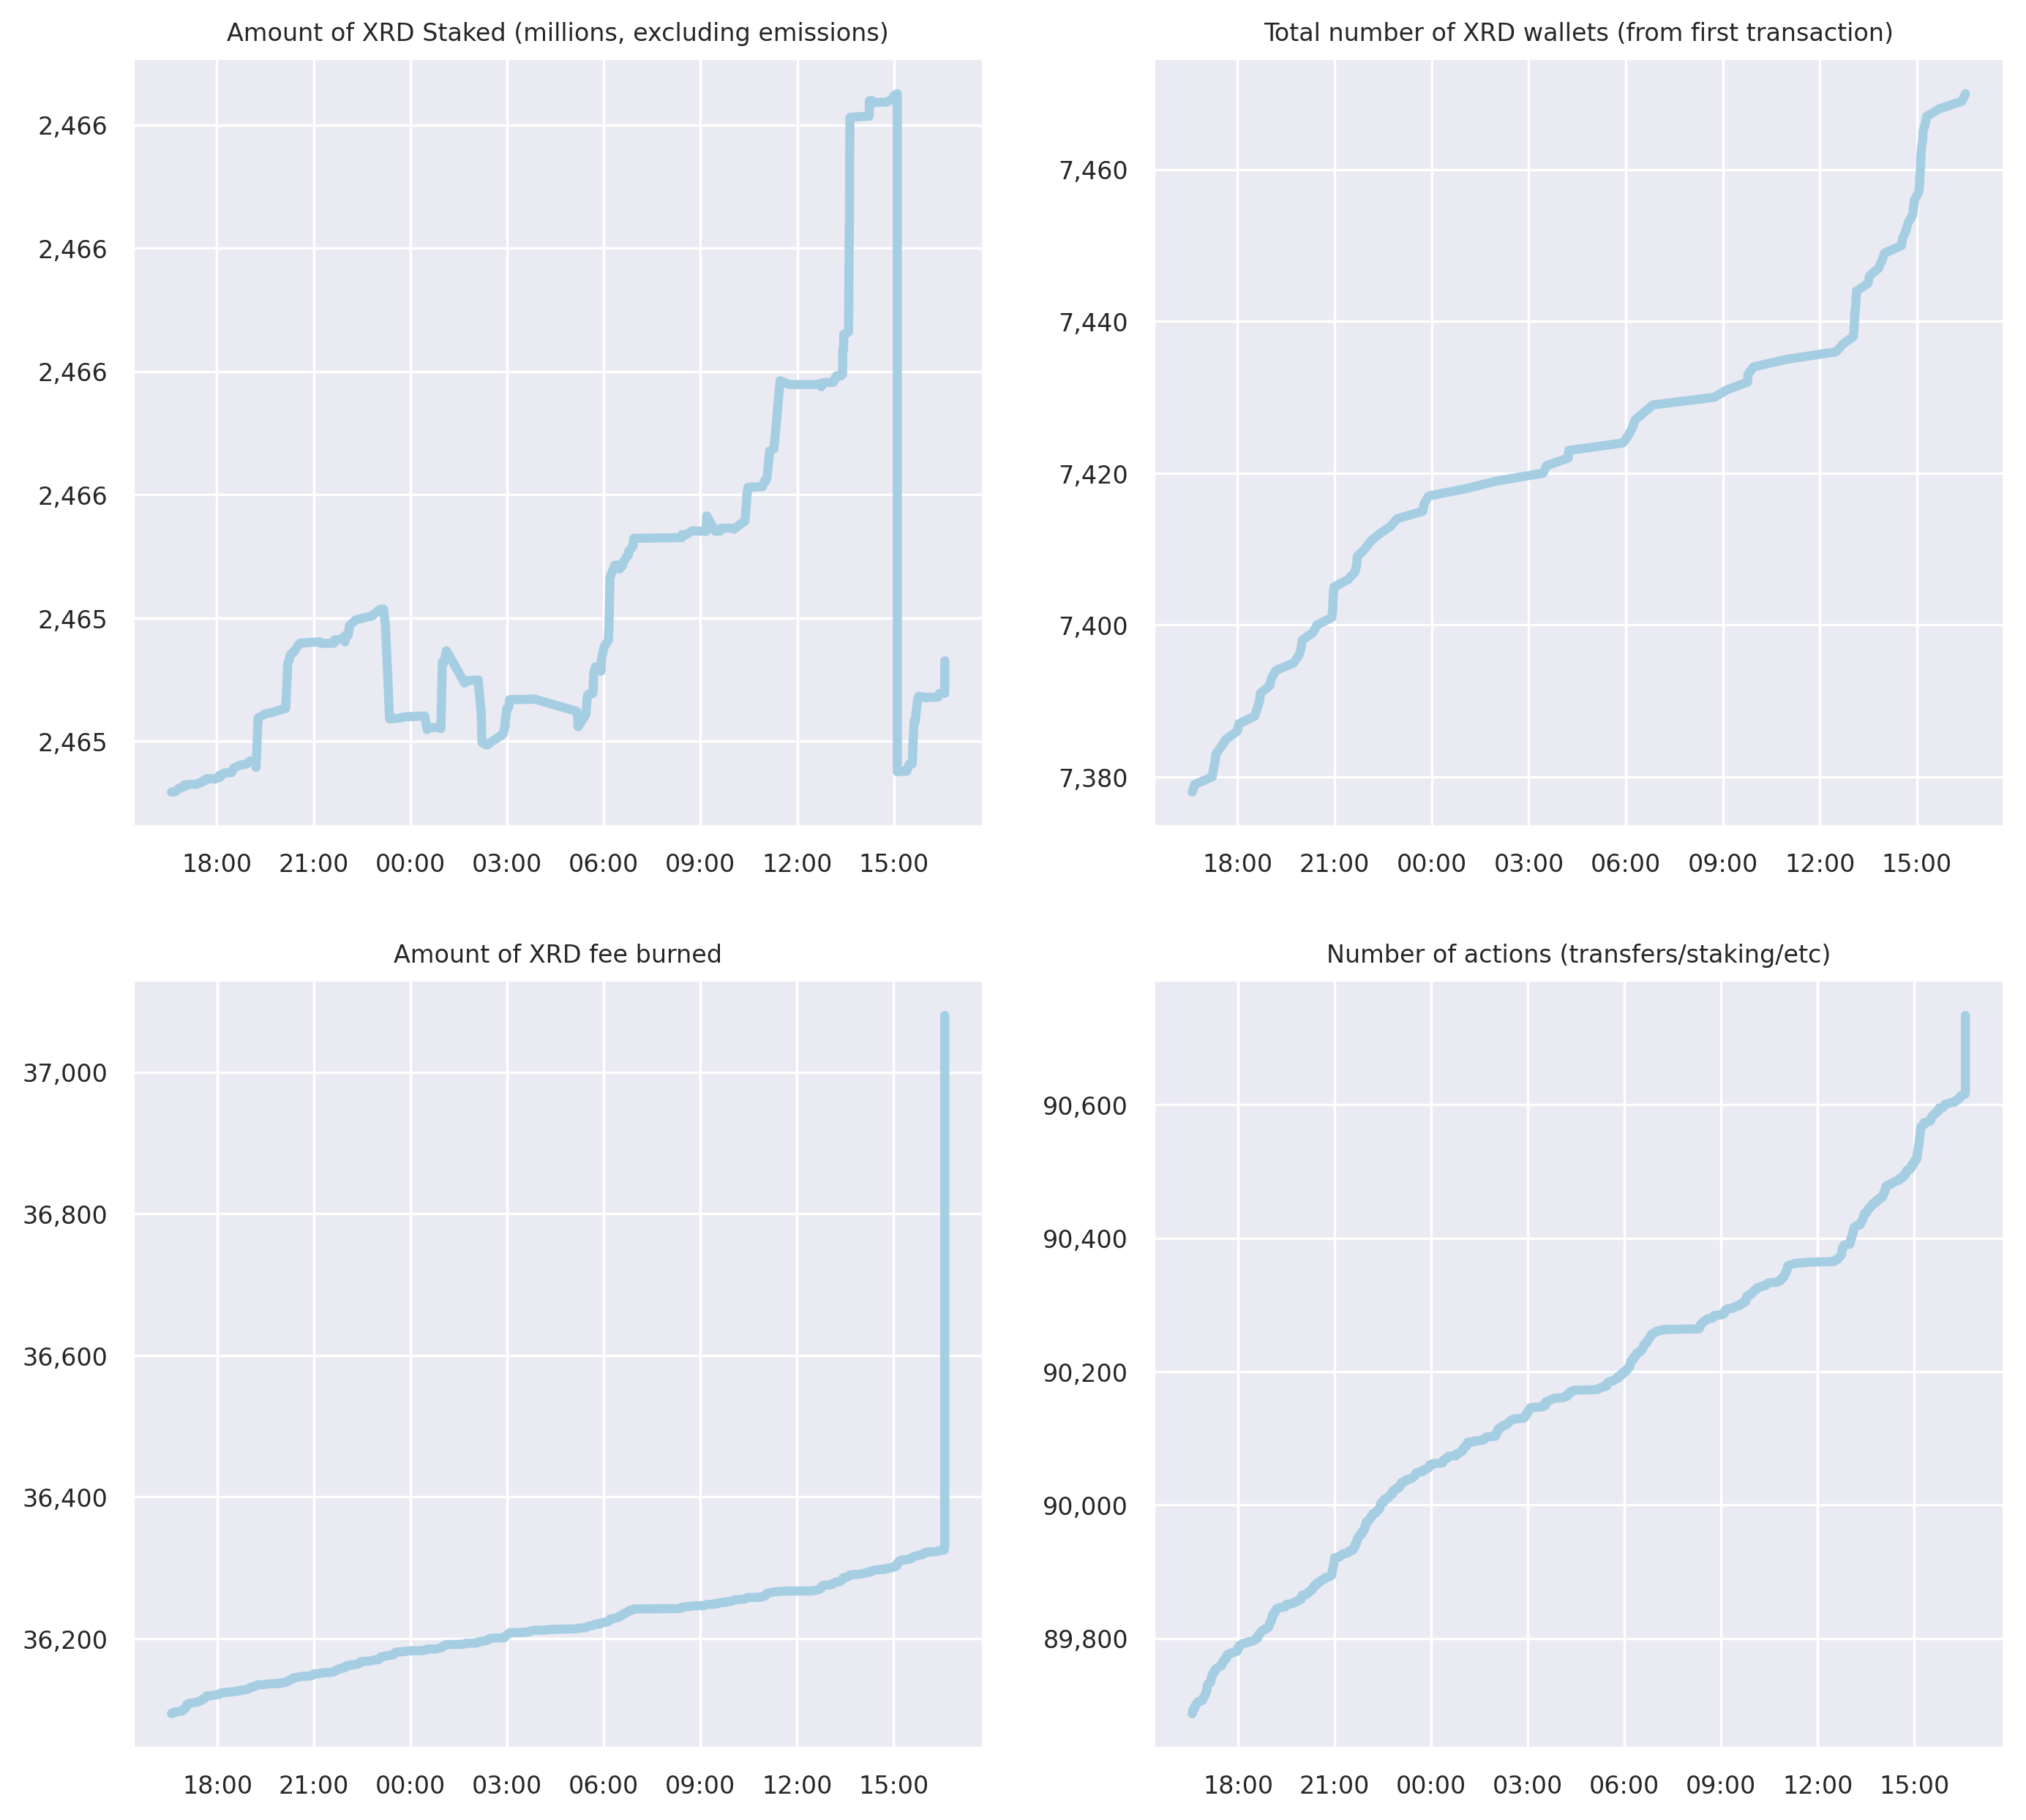 Amount of XRD Staked (millions, excluding emissions)
2,466
2,466
2,466
2,466
2,465
2,465
18:00 21:00 00:00 03:00 06:00 09:00 12:00 15:00
Total number of XRD wallets (from first transaction)
7,460
7,440
7,420
7,400
7,380
18:00 21:00 00:00 03:00 06:00 09:00 12:00 15:00
Amount of XRD fee burned
37,000
36,800
36,600
36,400
36,200
18:00 21:00 00:00 03:00 06:00 09:00 12:00 15:00
Number of actions (transfers/staking/etc)
90,600
90,400
90,200
90,000
89,800
18:00 21:00 00:00 03:00 06:00 09:00 12:00 15:00